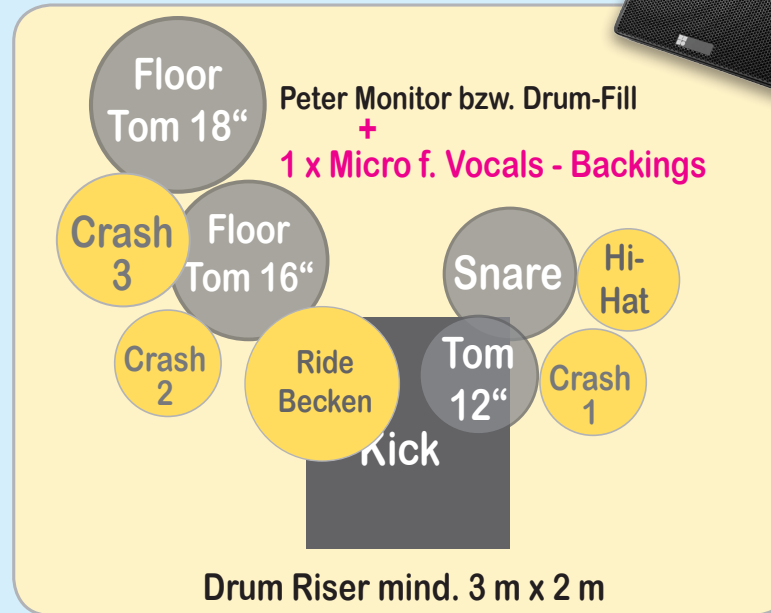 Floor
Tom 18“
Peter Monitor bzw. Drum-Fill
+
1 x Micro f. Vocals - Backings
Crash
3
Floor
Tom 16“
Snare
Hi-
Hat
Crash
2
Ride
Becken
Tom
12“
Crash
1
Kick
Drum Riser mind. 3 m x 2 m